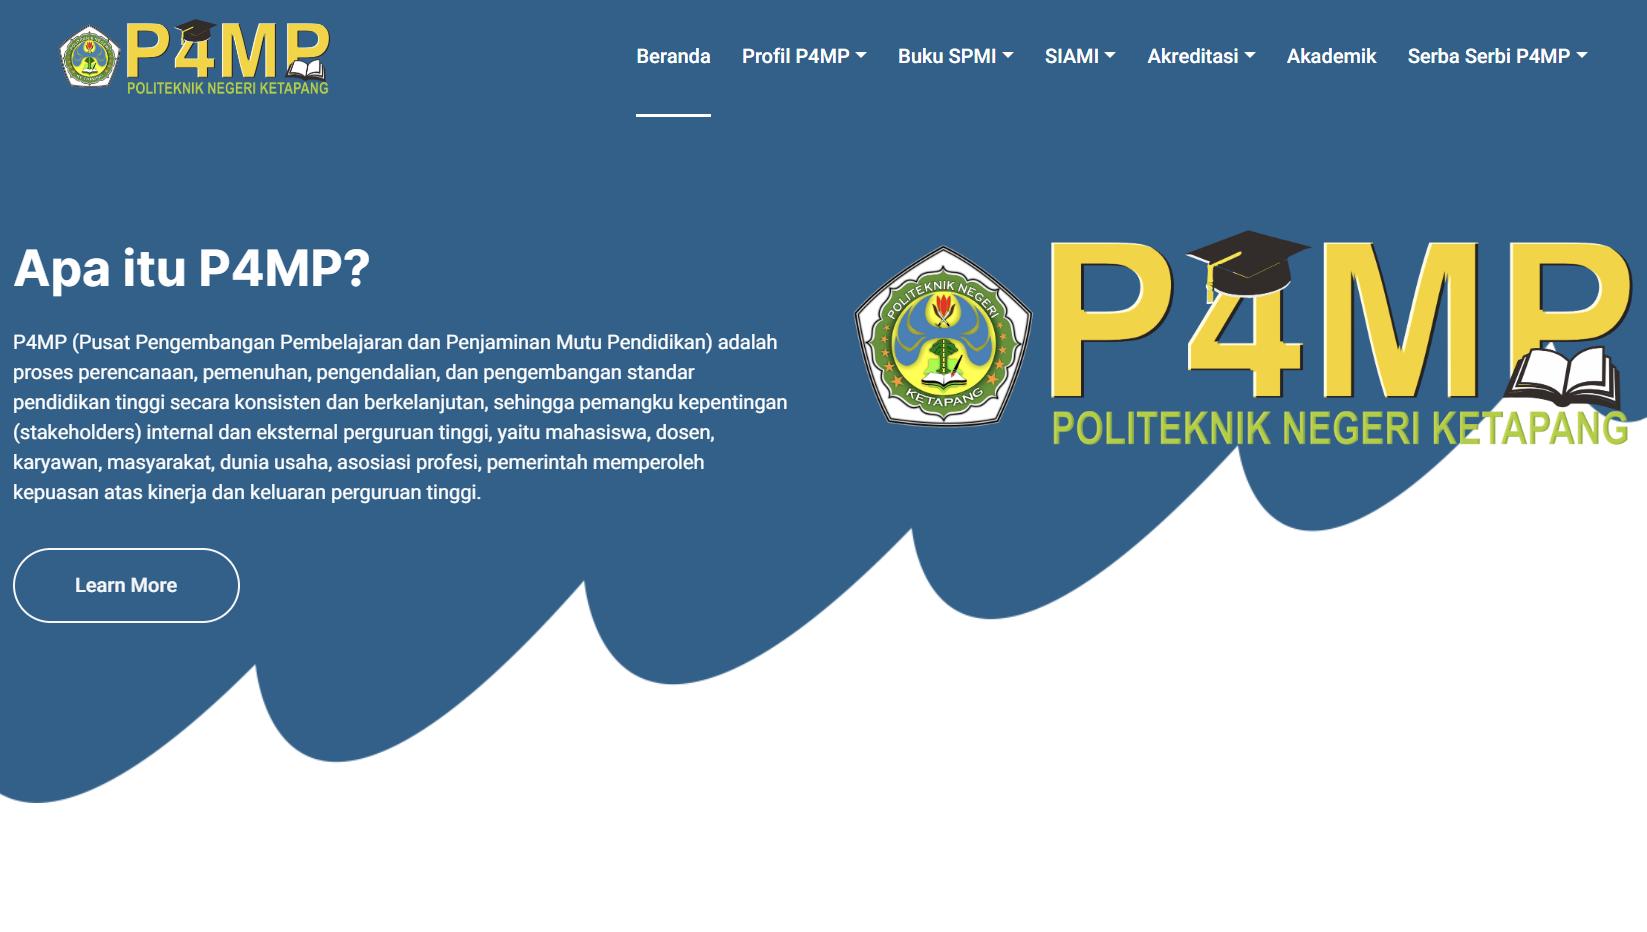 P4MP
POLITEKNIK NEGERI KETAPANG
Beranda
Profil P4MP
Buku SPMI
SIAMI
Akreditasi
Akademik
Serba Serbi P4MP
Apa itu P4MP?
P4MP (Pusat Pengembangan Pembelajaran dan Penjaminan Mutu Pendidikan) adalah
proses perencanaan, pemenuhan, pengendalian, dan pengembangan standar
pendidikan tinggi secara konsisten dan berkelanjutan, sehingga pemangku kepentingan
(stakeholders) internal dan eksternal perguruan tinggi, yaitu mahasiswa, dosen,
karyawan, masyarakat, dunia usaha, asosiasi profesi, pemerintah memperoleh
kepuasan atas kinerja dan keluaran perguruan tinggi.
Learn More
POLITEKNIK NEGERI
KETAPANG
P4MP
POLITEKNIK NEGERI KETAPANG